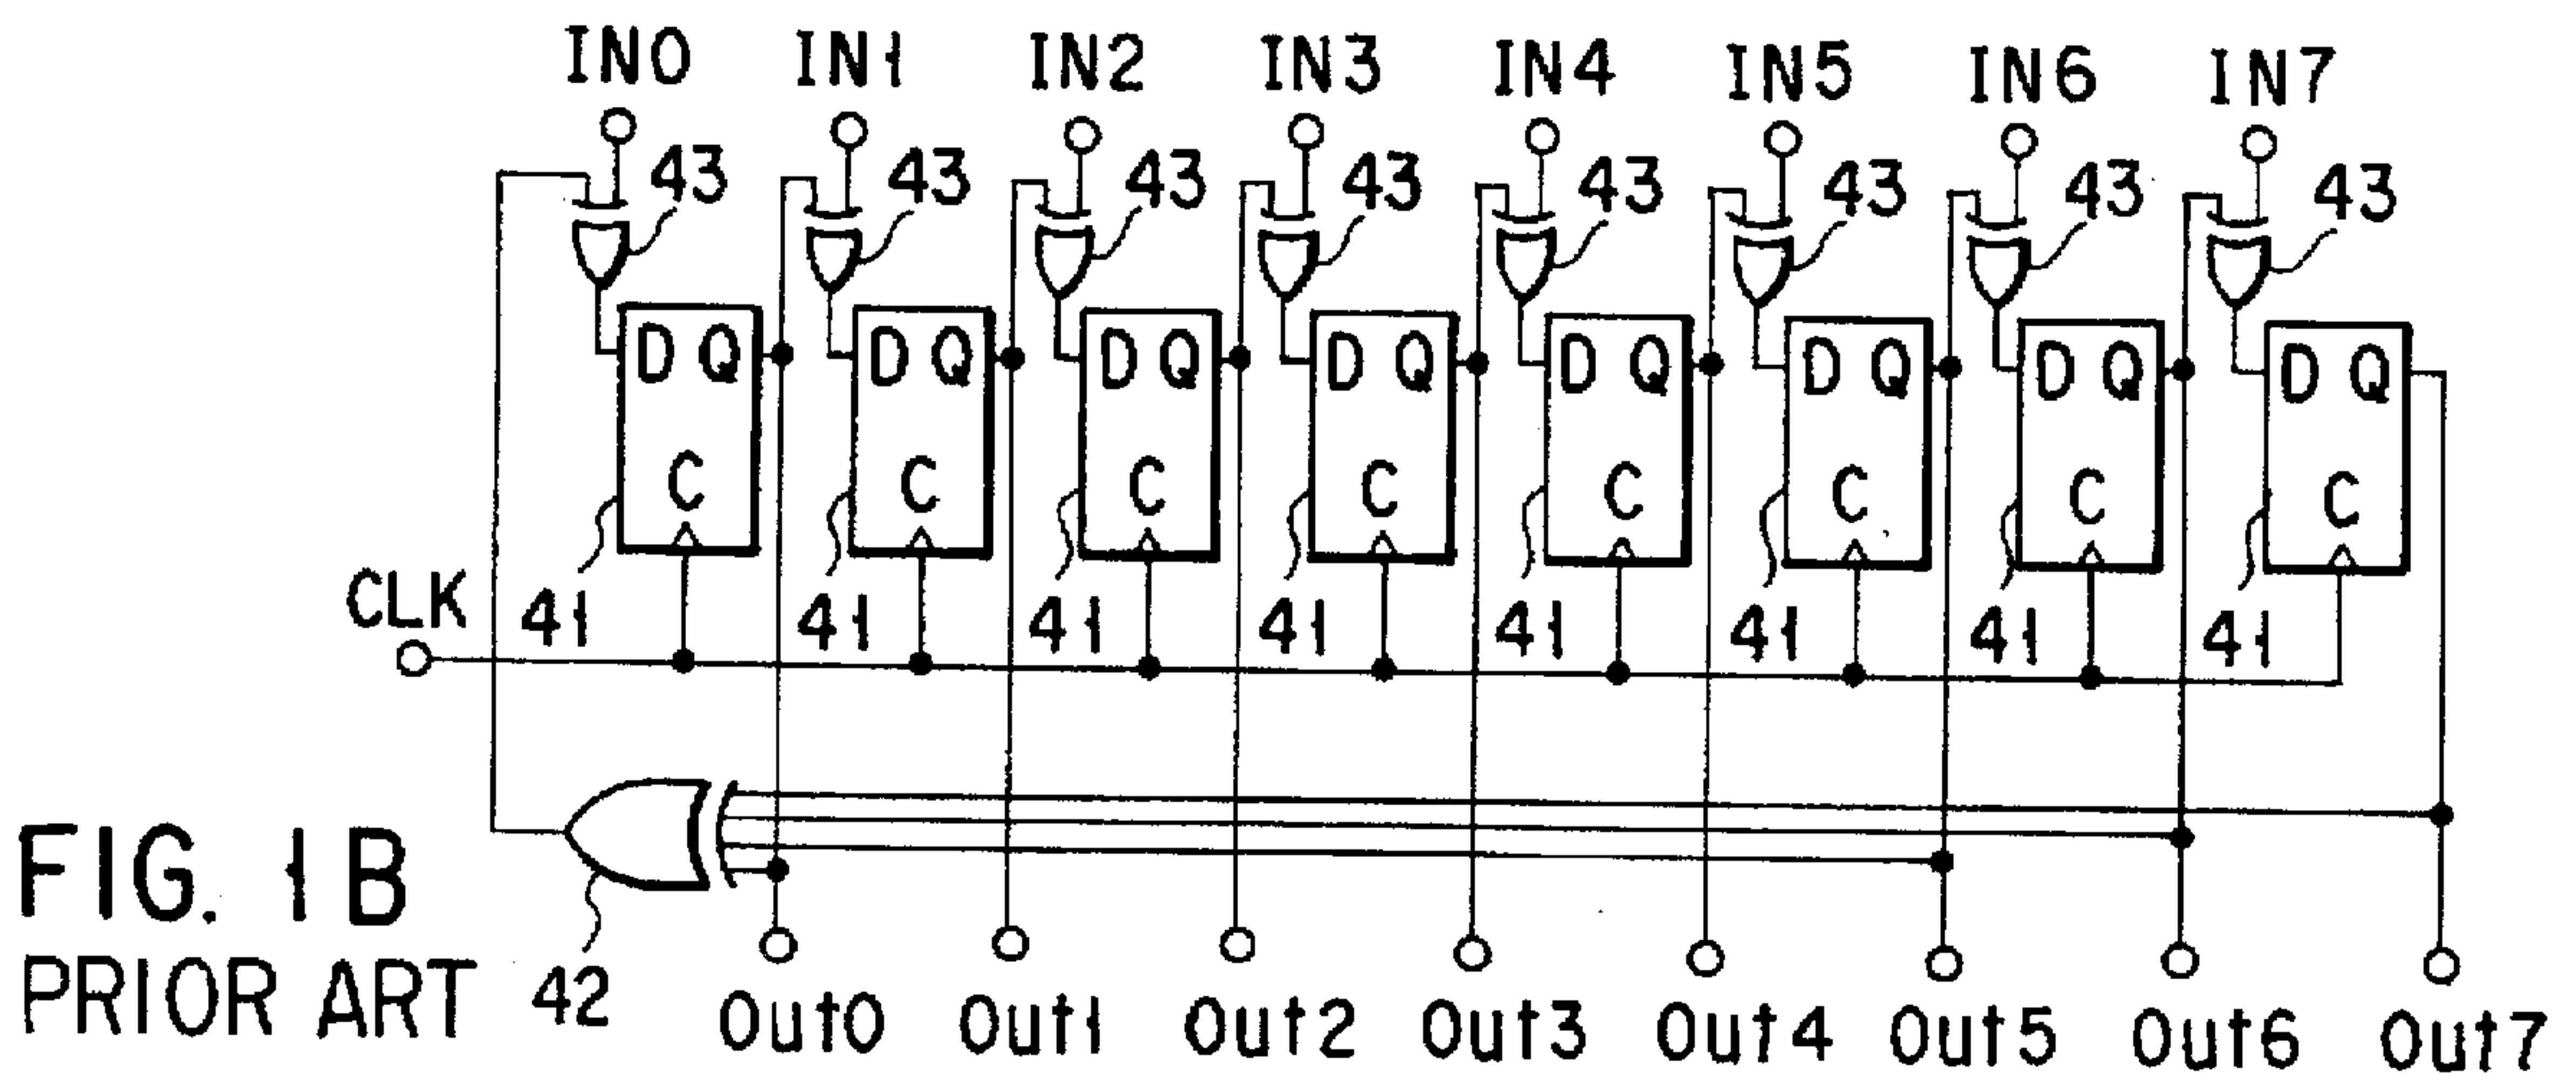 IN0 IN1 IN2 IN3 IN4 IN5 IN6 IN7
43 43 43 43 43 43 43 43
D Q D Q D Q D Q D Q D Q D Q D Q
C C C C C C C C
CLK 41 41 41 41 41 41 41 41
FIG. 1B
PRIOR ART
42
Out0 Out1 Out2 Out3 Out4 Out5 Out6 Out7